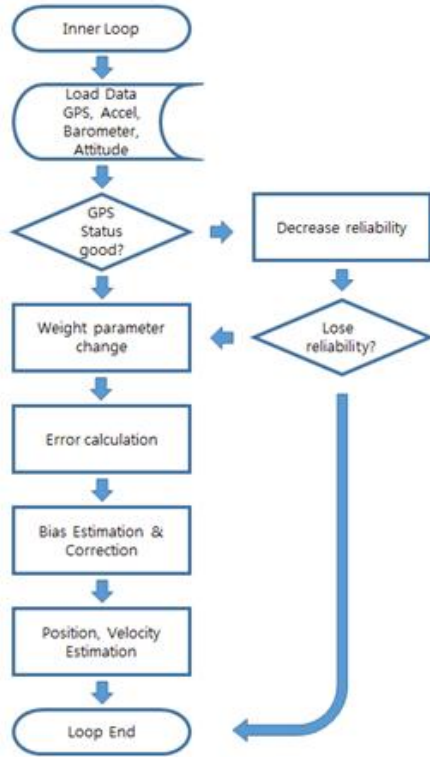 Inner Loop
Load Data
GPS, Accel,
Barometer,
Attitude
GPS
Status
good?
Decrease reliability
Weight parameter
change
Lose
reliability?
Error calculation
Bias Estimation &
Correction
Position, Velocity
Estimation
Loop End